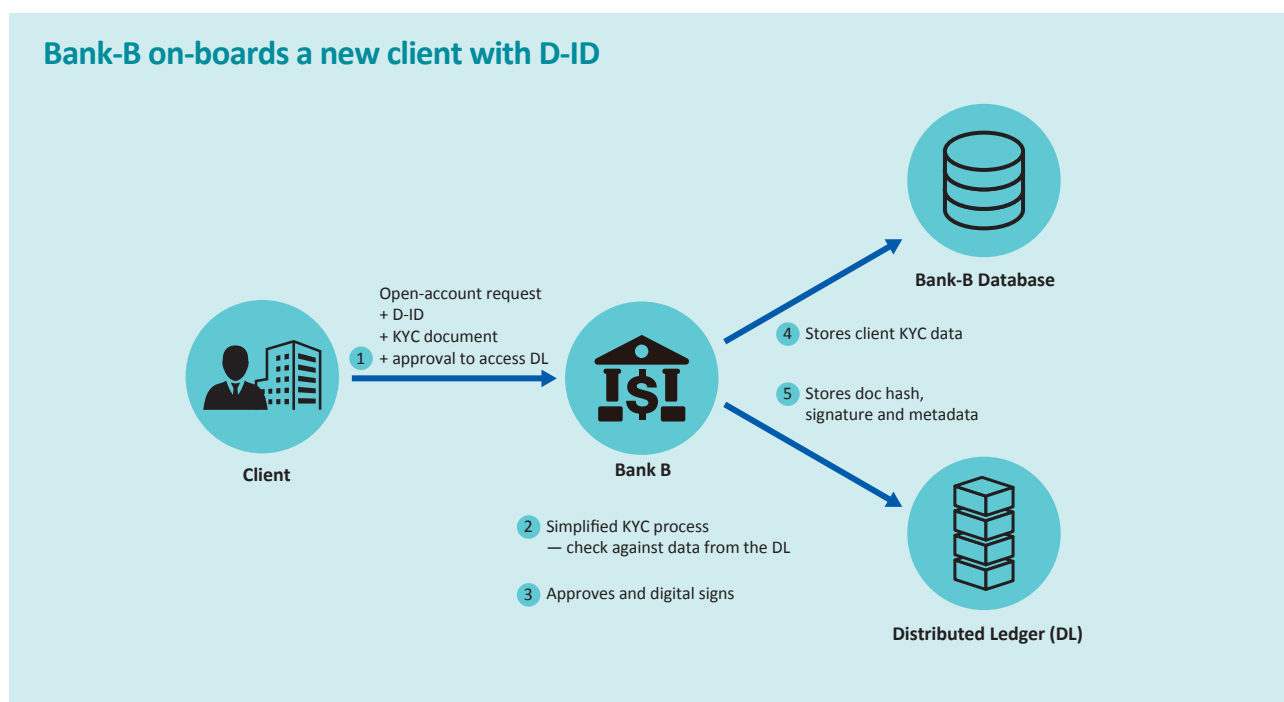 Bank-B on-boards a new client with D-ID
Open-account request
+ D-ID
+ KYC document
1 + approval to access DL
Client
Bank B
2 Simplified KYC process
— check against data from the DL
3 Approves and digital signs
Bank-B Database
4 Stores client KYC data
5 Stores doc hash,
signature and metadata
Distributed Ledger (DL)